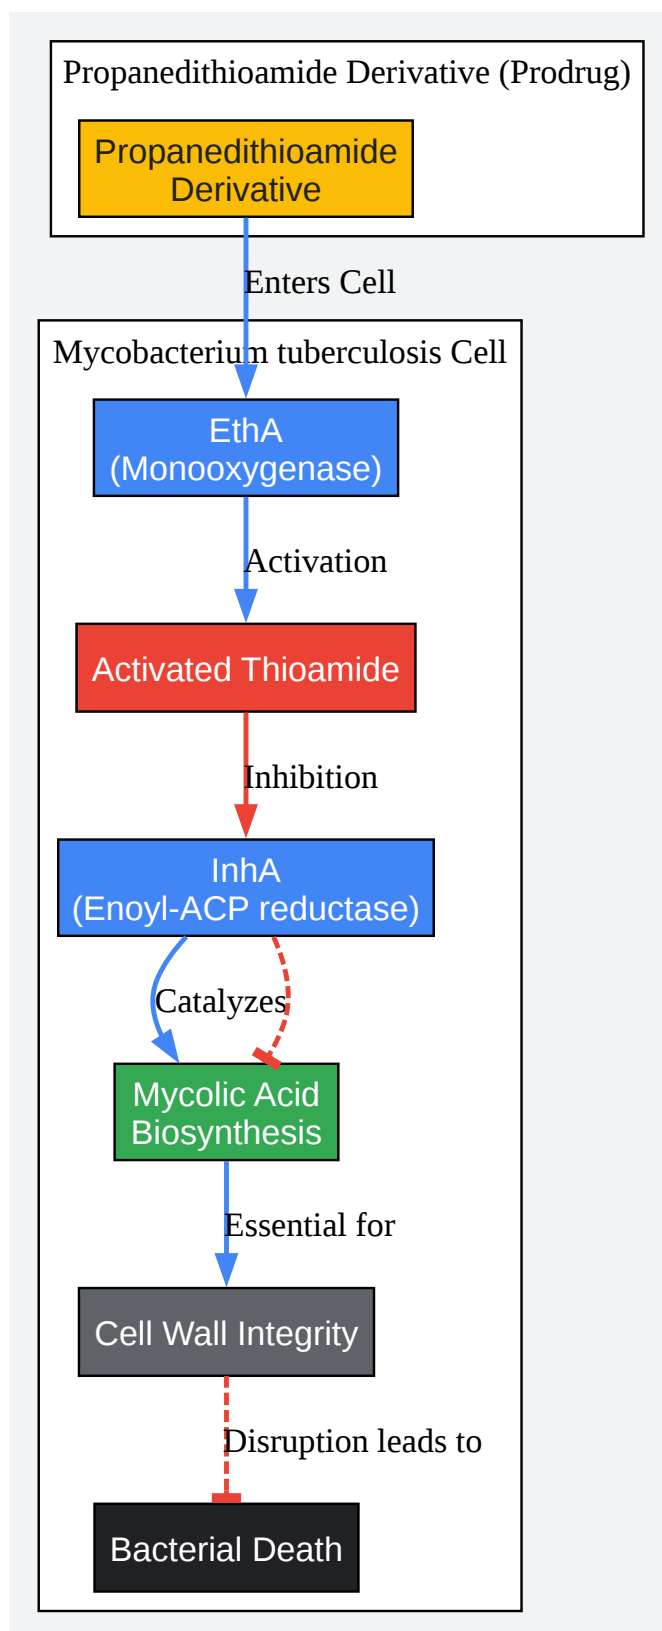 Propanedithioamide Derivative (Prodrug)
Propanedithioamide
Derivative
Enters Cell
Mycobacterium tuberculosis Cell
EthA
(Monooxygenase)
Activation
Activated Thioamide
Inhibition
InhA
(Enoyl-ACP reductase)
Catalyzes
Mycolic Acid
Biosynthesis
Essential for
Cell Wall Integrity
Disruption leads to
Bacterial Death